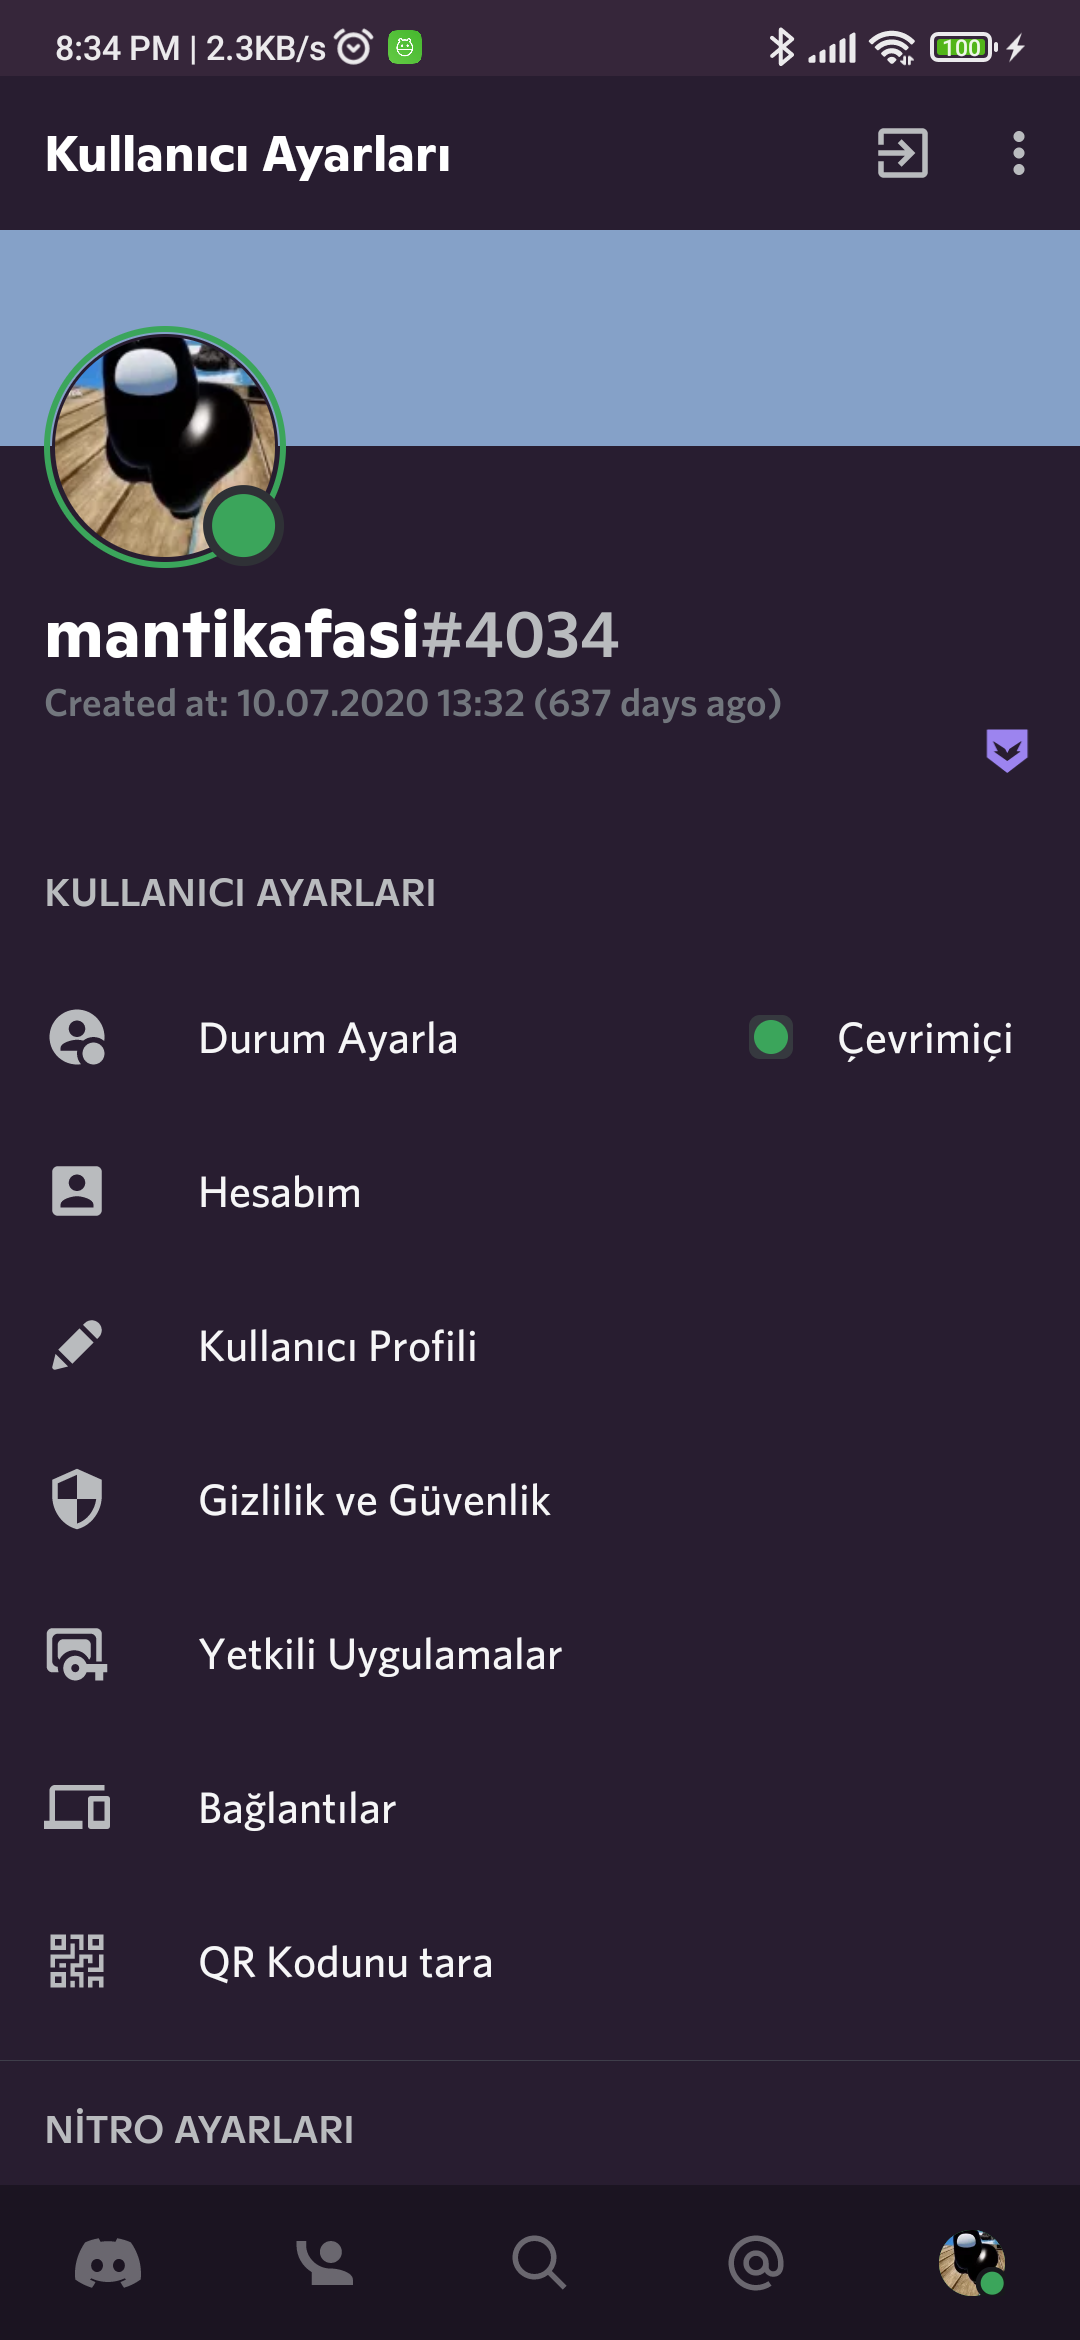 8:34 PM | 2.3KB/s
100
Kullanıcı Ayarları
mantikafasi#4034
Created at: 10.07.2020 13:32 (637 days ago)
KULLANICI AYARLARI
Durum Ayarla Çevrimiçi
Hesabım
Kullanıcı Profili
Gizlilik ve Güvenlik
Yetkili Uygulamalar
Bağlantılar
QR Kodunu tara
NİTRO AYARLARI